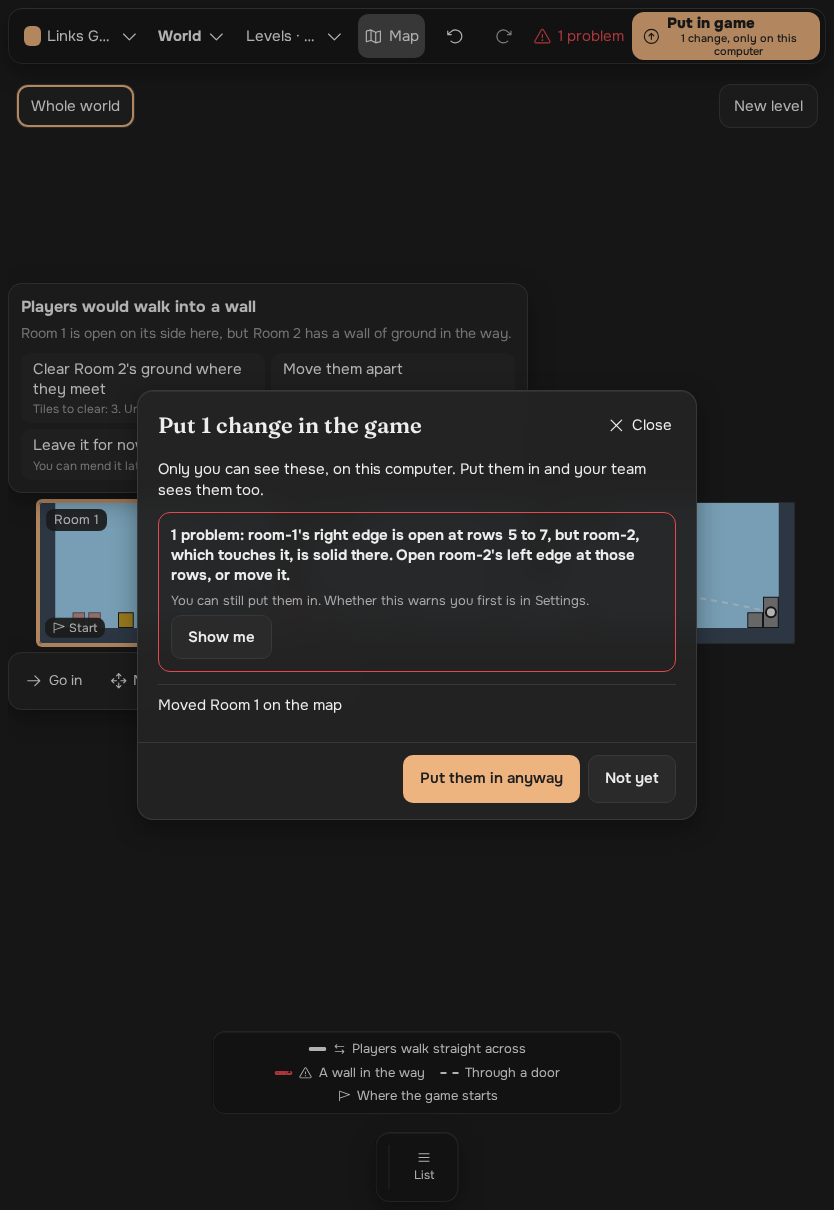 Links G...
World
Levels · ...
Map
1 problem
Put in game
1 change, only on this
computer
Whole world
New level
Players would walk into a wall
Room 1 is open on its side here, but Room 2 has a wall of ground in the way.
Clear Room 2's ground where
they meet
Tiles to clear: 3.
Move them apart
Leave it for
You can mend it
Put 1 change in the game
Close
Only you can see these, on this computer. Put them in and your team
sees them too.
1 problem: room-1's right edge is open at rows 5 to 7, but room-2,
which touches it, is solid there. Open room-2's left edge at those
rows, or move it.
You can still put them in. Whether this warns you first is in Settings.
Show me
Moved Room 1 on the map
Put them in anyway
Not yet
Room 1
Start
Go in
Players walk straight across
A wall in the way
Through a door
Where the game starts
List